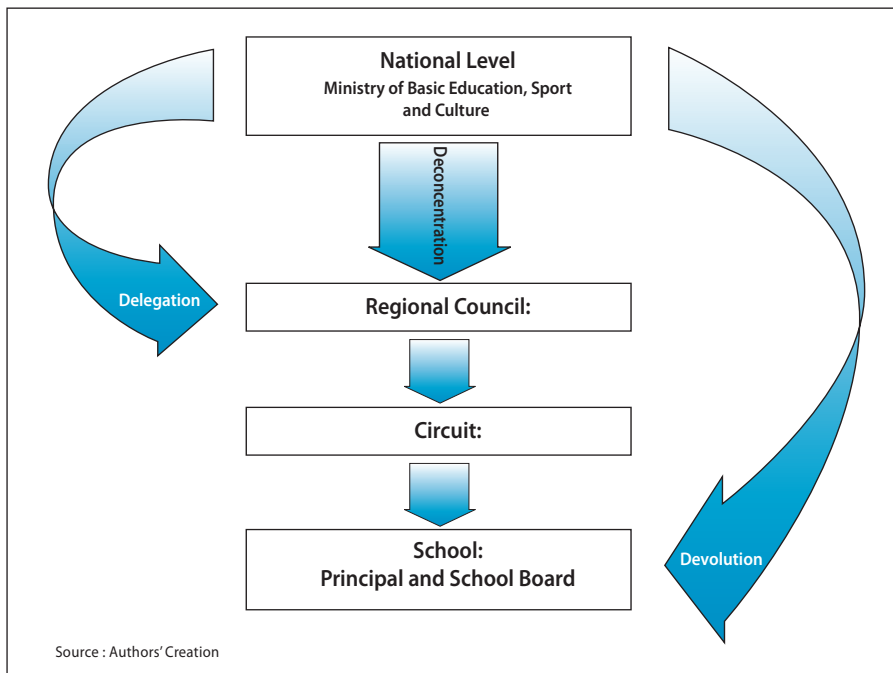 National Level
Ministry of Basic Education, Sport
and Culture
Deconcentration
Delegation
Regional Council:
Circuit:
School:
Principal and School Board
Devolution
Source : Authors' Creation